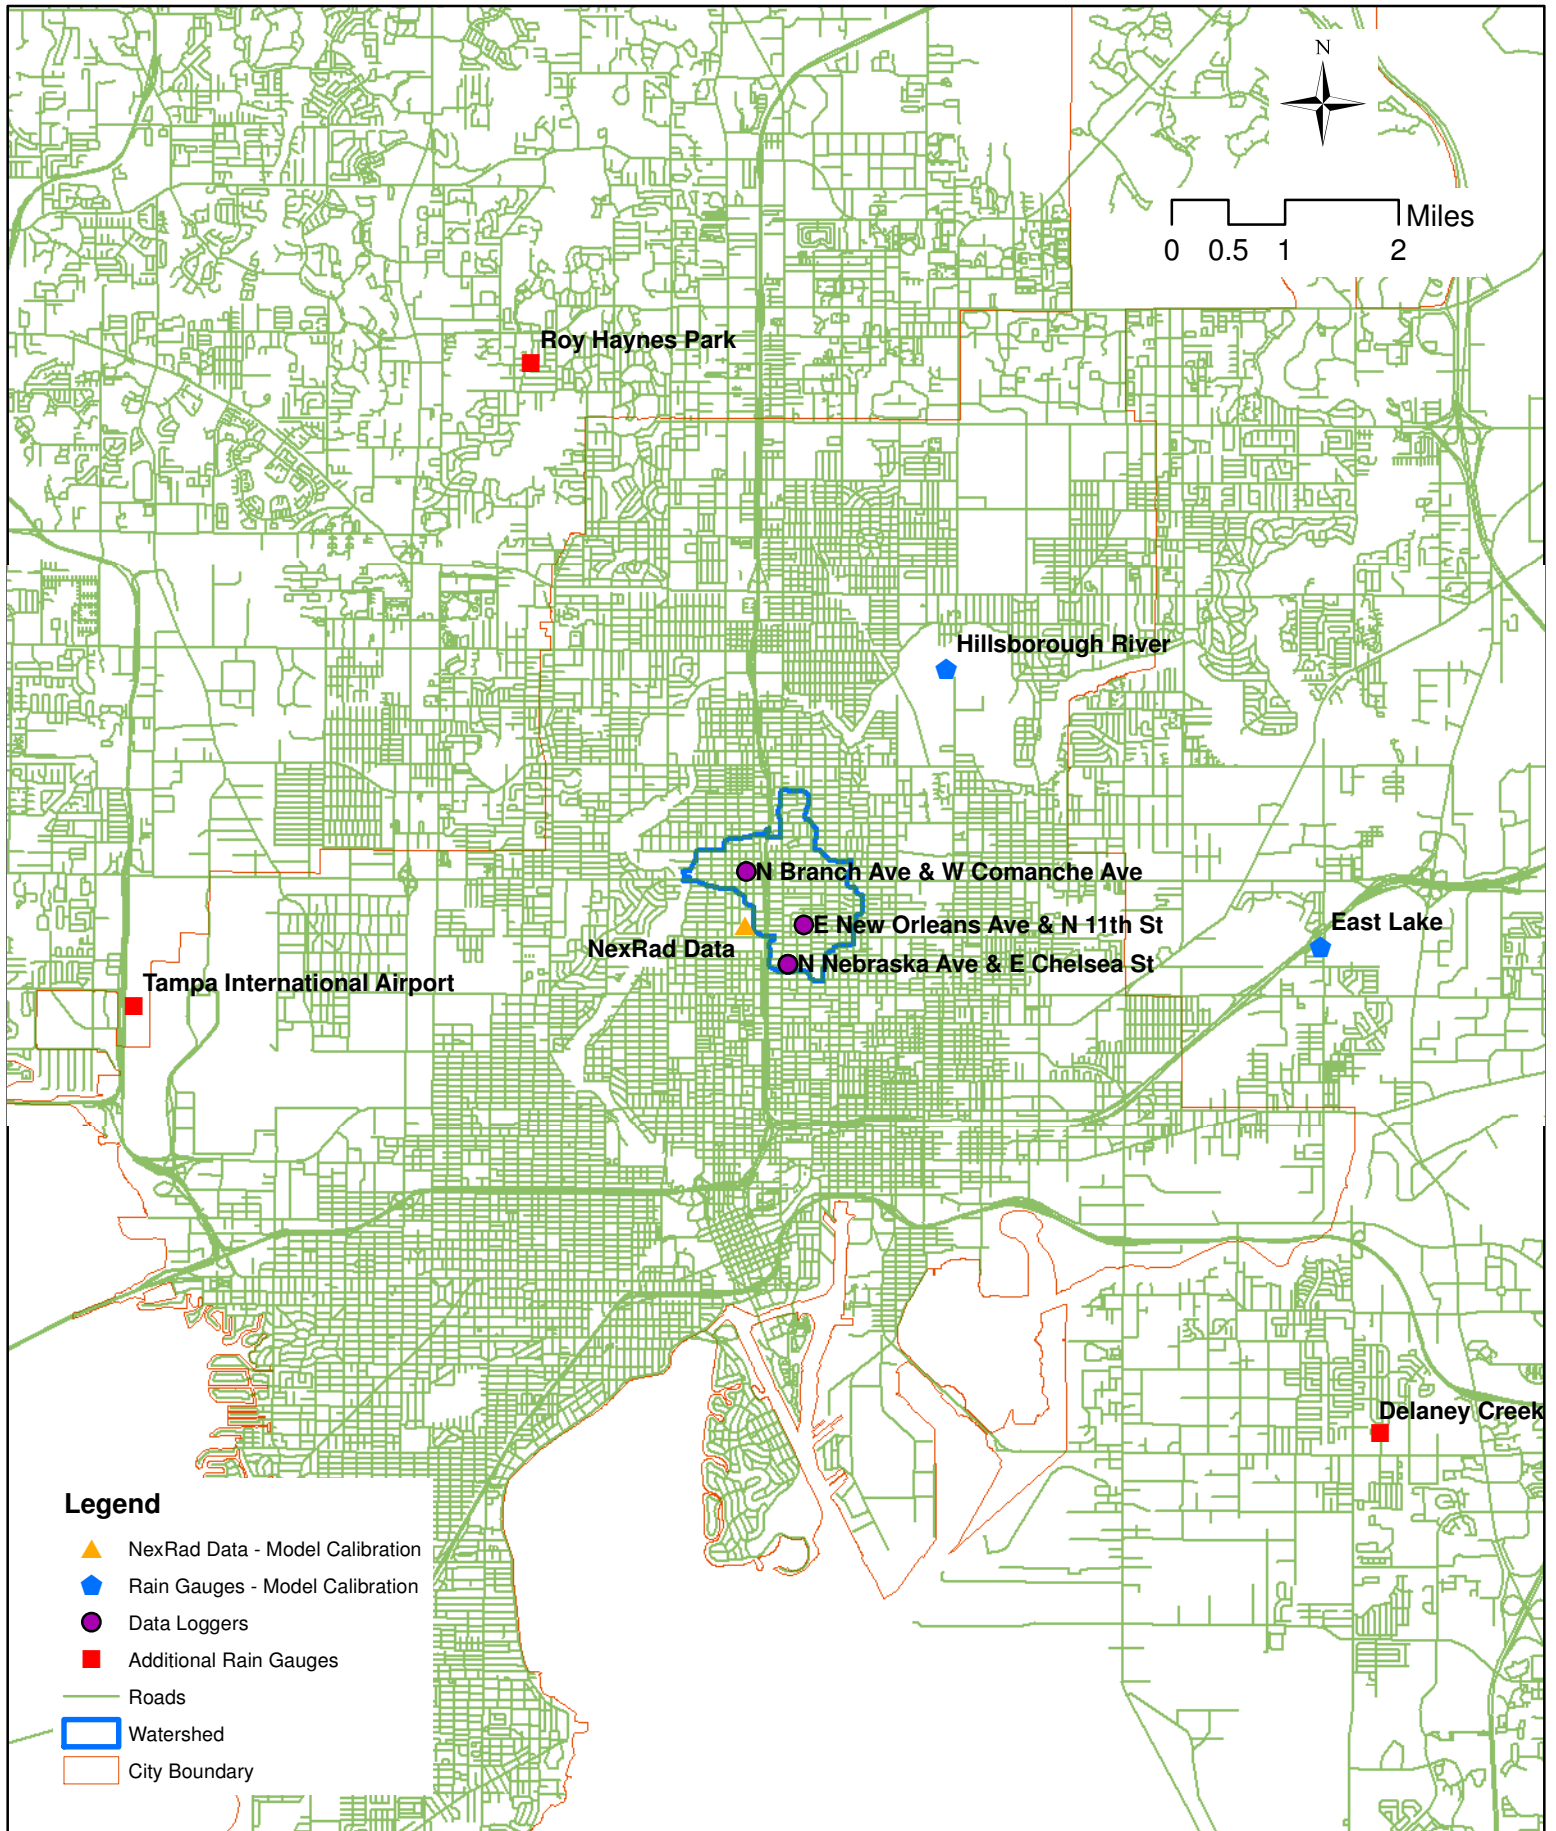 N
Miles
0 0.5 1 2
Roy Haynes Park
Hillsborough River
N Branch Ave & W Comanche Ave
E New Orleans Ave & N 11th St
East Lake
NexRad Data
N Nebraska Ave & E Chelsea St
Tampa International Airport
Delaney Creek
Legend
NexRad Data - Model Calibration
Rain Gauges - Model Calibration
Data Loggers
Additional Rain Gauges
Roads
Watershed
City Boundary